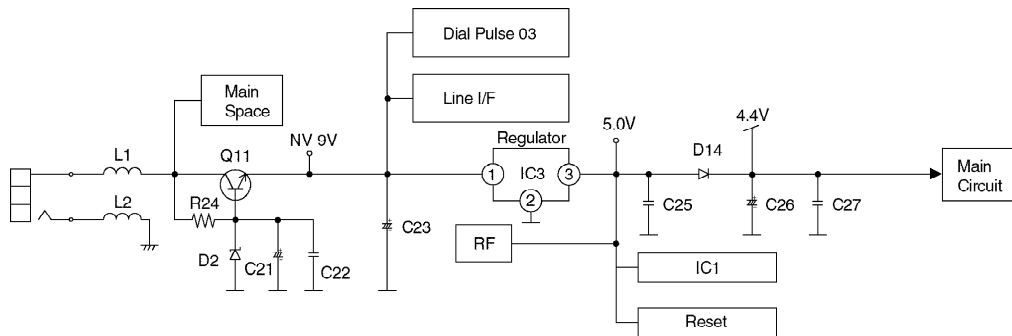 Dial Pulse 03
Line I/F
Main
Space
NV 9V
Regulator
5.0V
4.4V
L1
Q11
D14
1
IC3
3
2
Main
Circuit
L2
R24
C23
C25
C26
C27
D2
C21
C22
RF
IC1
Reset